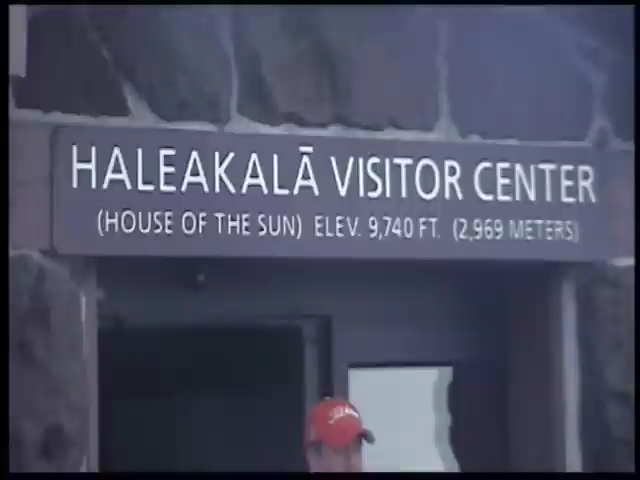 HALEAKALĀ VISITOR CENTER
(HOUSE OF THE SUN) ELEV. 9,740 FT. (2,969 METERS)